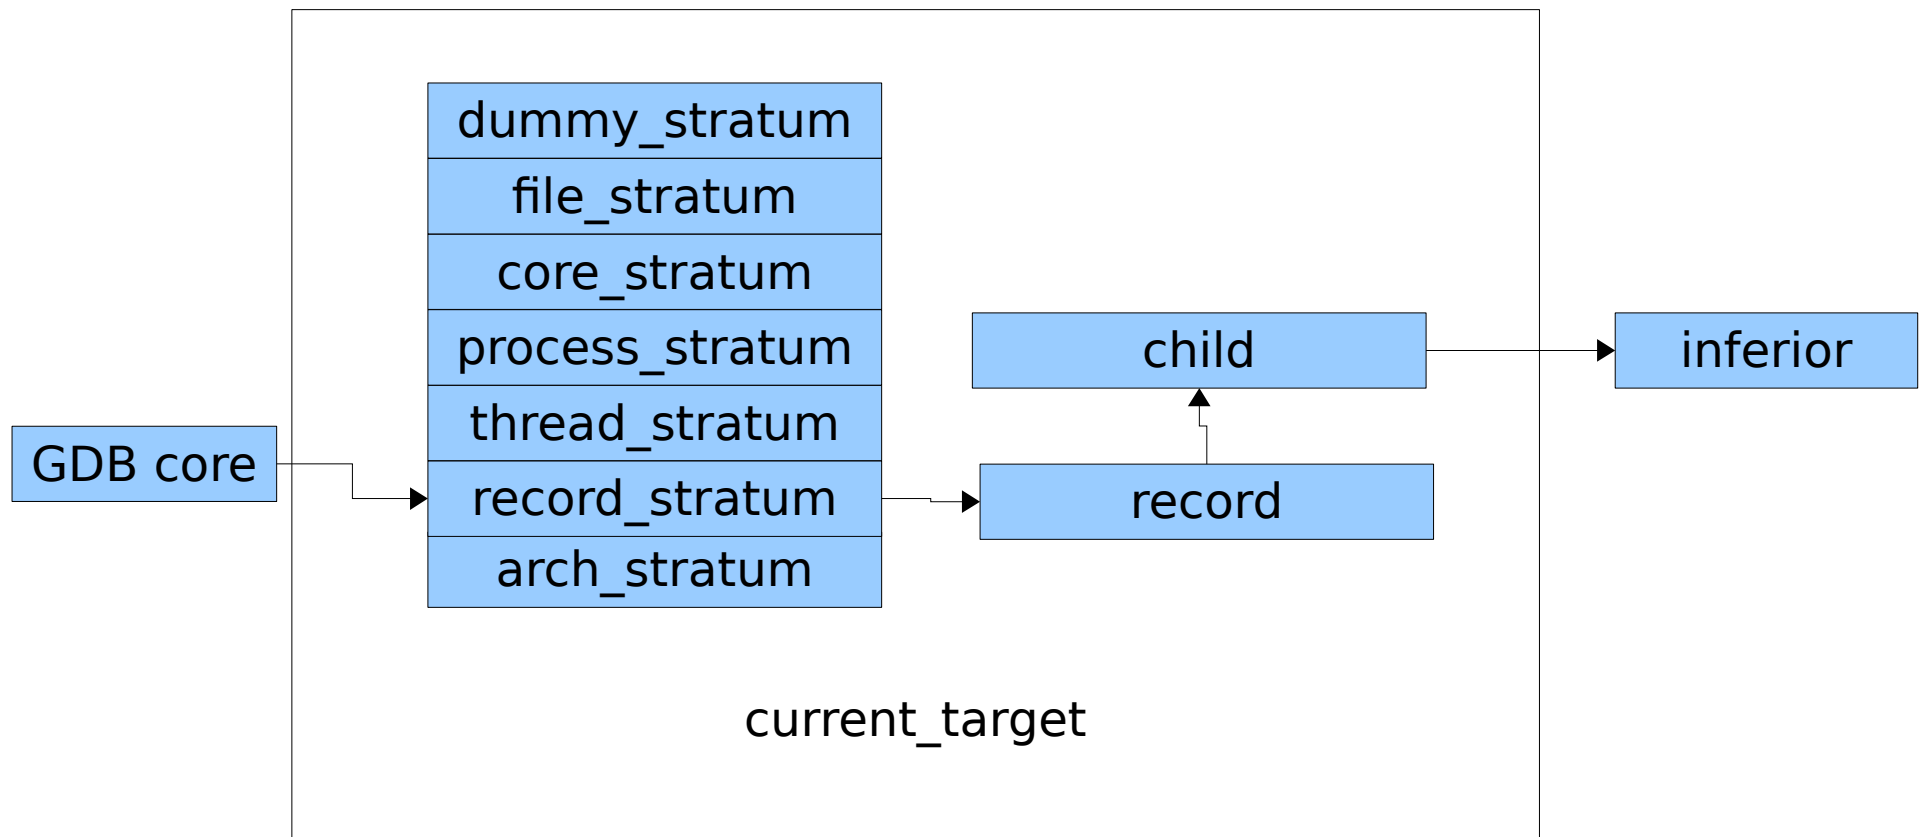 dummy_stratum
file_stratum
core_stratum
process_stratum
thread_stratum
record_stratum
arch_stratum
GDB core
child
record
inferior
current_target